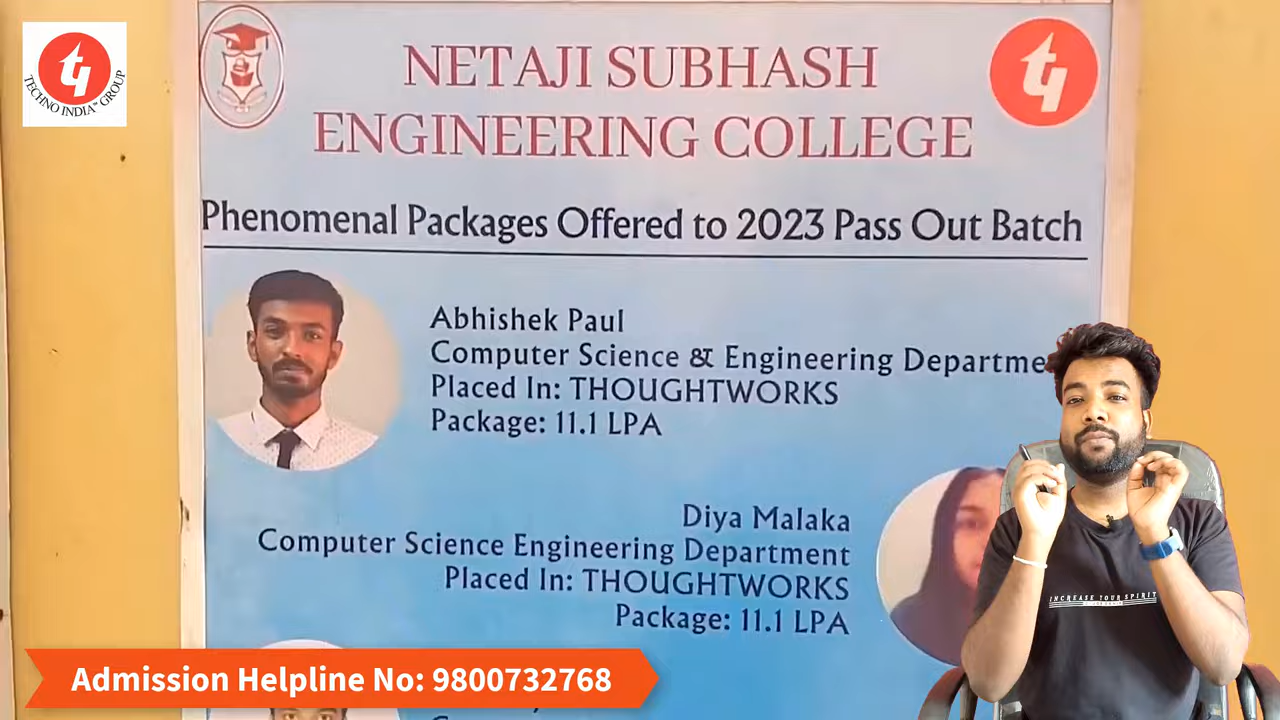 TECHNO INDIA GROUP
NETAJI SUBHASH
ENGINEERING COLLEGE
Phenomenal Packages Offered to 2023 Pass Out Batch
Abhishek Paul
Computer Science & Engineering Departme
Placed In: THOUGHTWORKS
Package: 11.1 LPA
Diya Malaka
Computer Science Engineering Department
Placed In: THOUGHTWORKS
Package: 11.1 LPA
INCREASE YOUR SPIRIT
Admission Helpline No: 9800732768